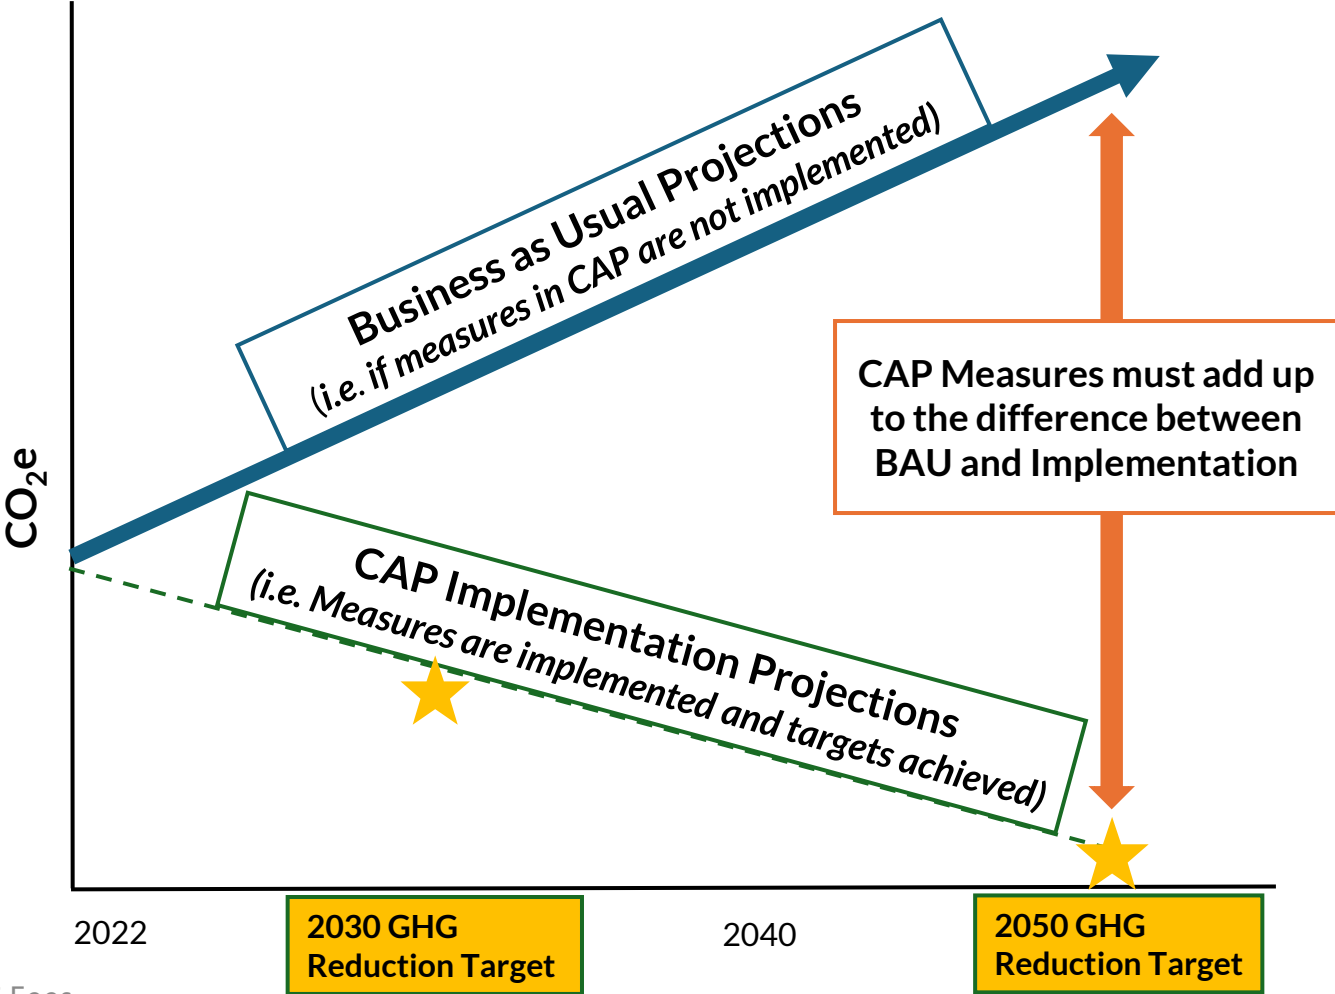 Business as Usual Projections
(i.e. if measures in CAP are not implemented)
CAP Measures must add up
to the difference between
BAU and Implementation
CO₂e
CAP Implementation Projections
(i.e. Measures are implemented and targets achieved)
2022
2030 GHG
Reduction Target
2040
2050 GHG
Reduction Target